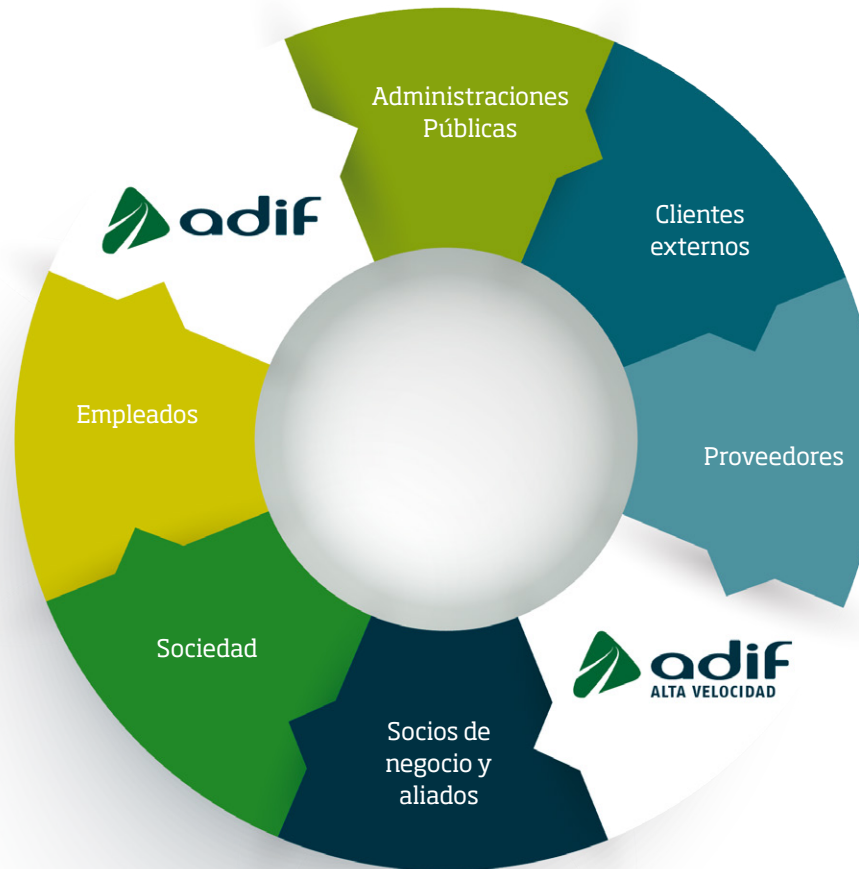 Administraciones
Públicas
Clientes
externos
Proveedores
adif
ALTA VELOCIDAD
Socios de
negocio y
aliados
Sociedad
Empleados
adif